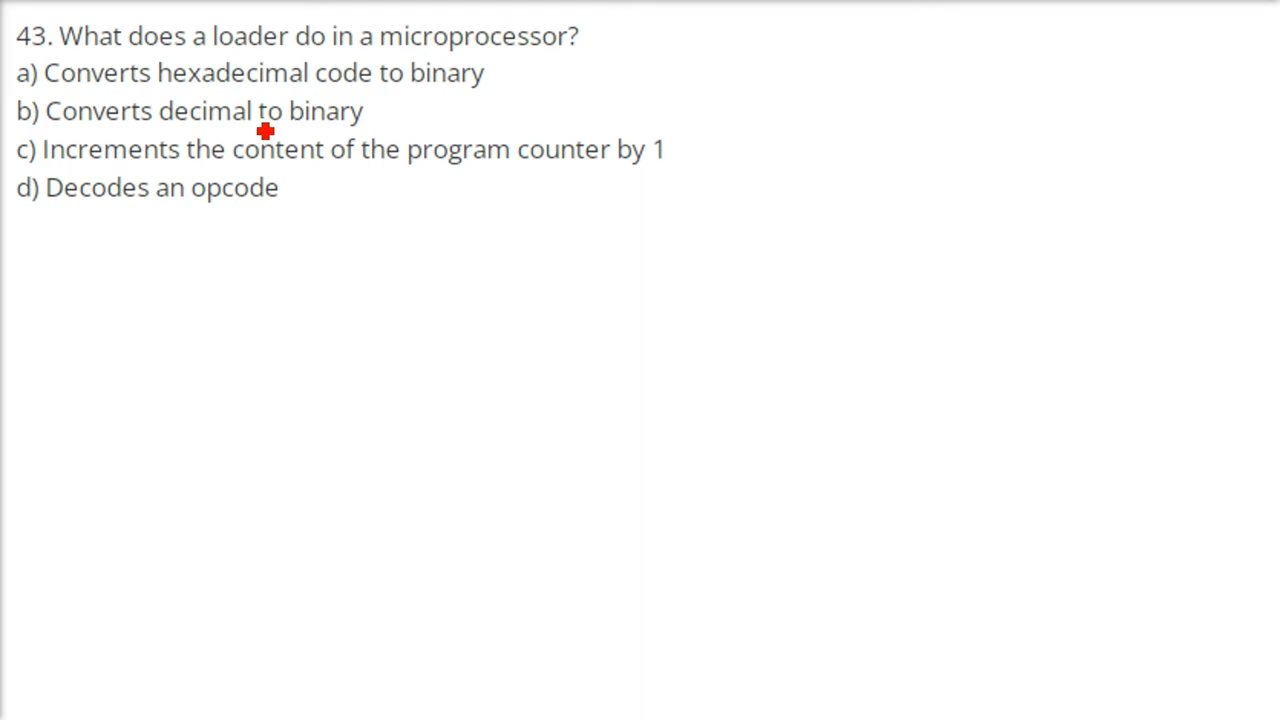 43. What does a loader do in a microprocessor?
a) Converts hexadecimal code to binary
b) Converts decimal to binary
c) Increments the content of the program counter by 1
d) Decodes an opcode